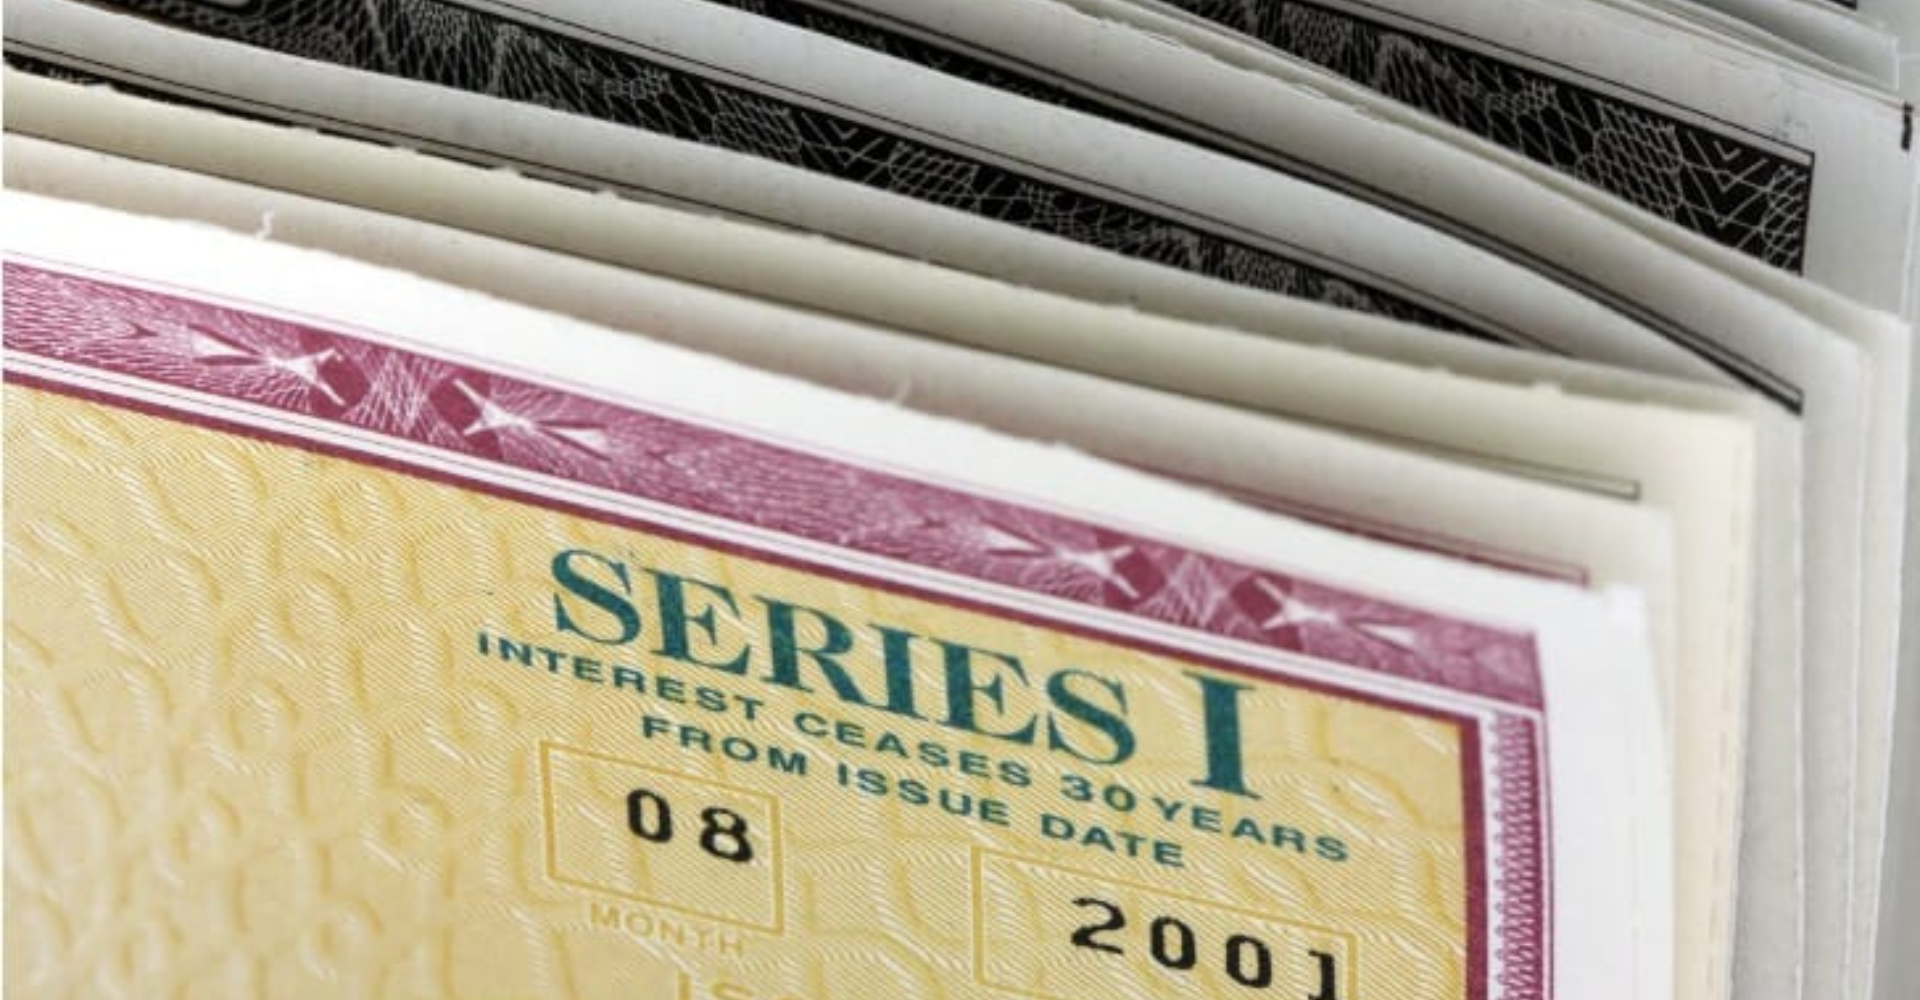 SERIES I
INTEREST CEASES 30 YEARS
FROM ISSUE DATE
08
2001
MONTH